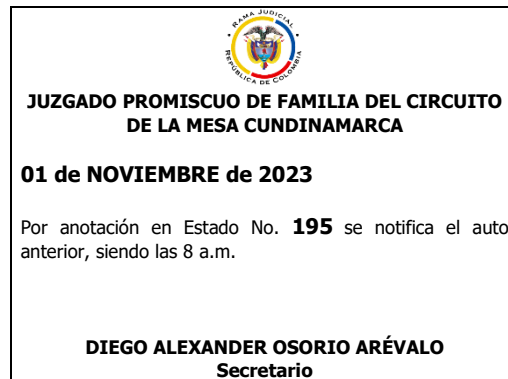 RAMA JUDICIAL
REPÚBLICA DE COLOMBIA
JUZGADO PROMISCUO DE FAMILIA DEL CIRCUITO
DE LA MESA CUNDINAMARCA
01 de NOVIEMBRE de 2023
Por anotación en Estado No. 195 se notifica el auto
anterior, siendo las 8 a.m.
DIEGO ALEXANDER OSORIO ARÉVALO
Secretario